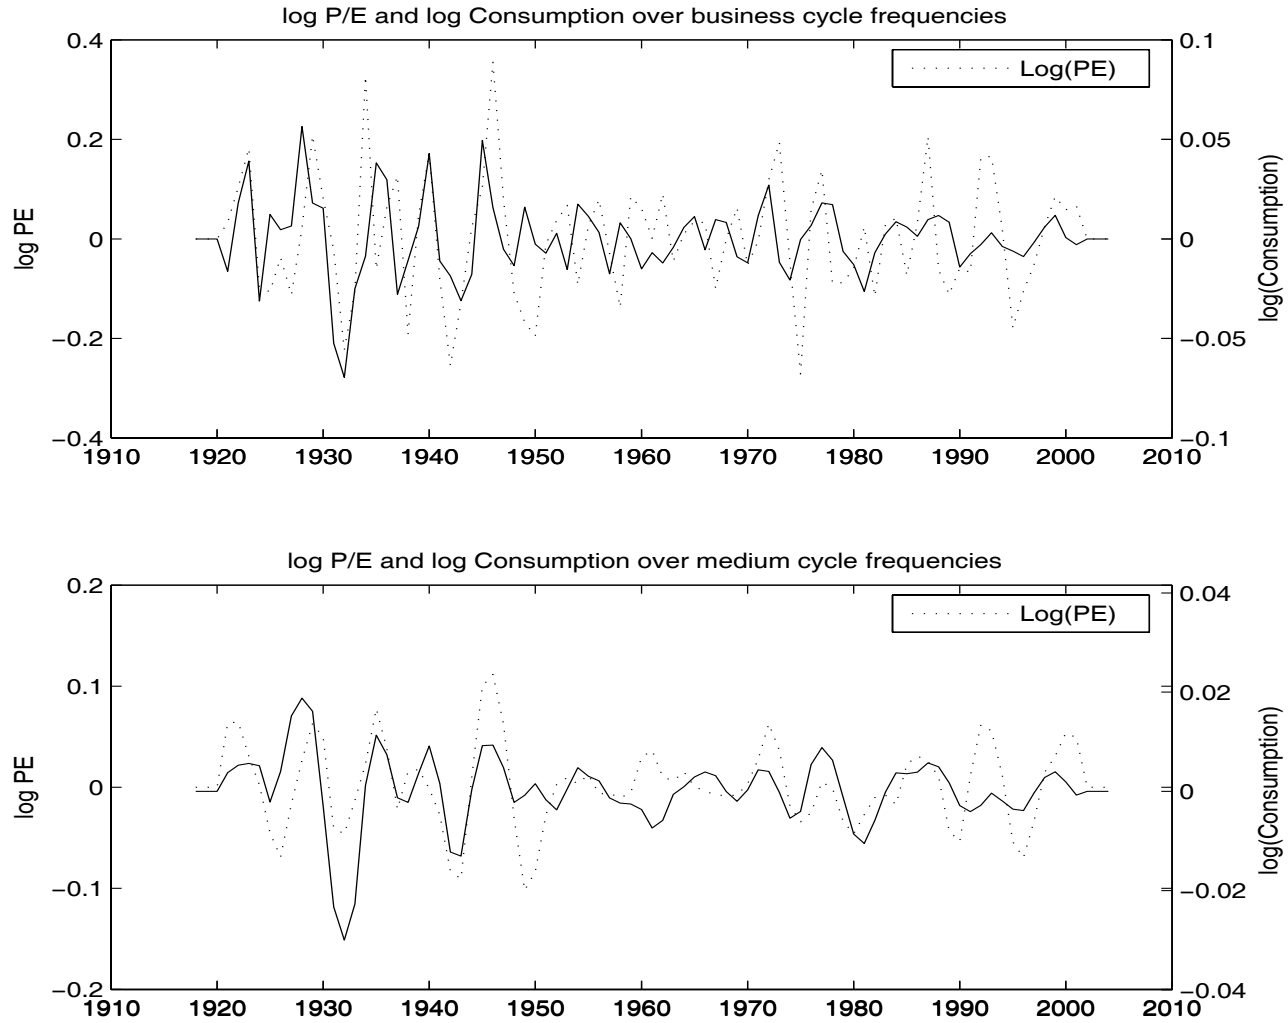 log P/E and log Consumption over business cycle frequencies
0.4
0.2
0
−0.2
−0.4
log PE
Log(PE)
0.1
0.05
0
−0.05
−0.1
log(Consumption)
1910 1920 1930 1940 1950 1960 1970 1980 1990 2000 2010
log P/E and log Consumption over medium cycle frequencies
0.2
0.1
0
−0.1
−0.2
log PE
Log(PE)
0.04
0.02
0
−0.02
−0.04
log(Consumption)
1910 1920 1930 1940 1950 1960 1970 1980 1990 2000 2010